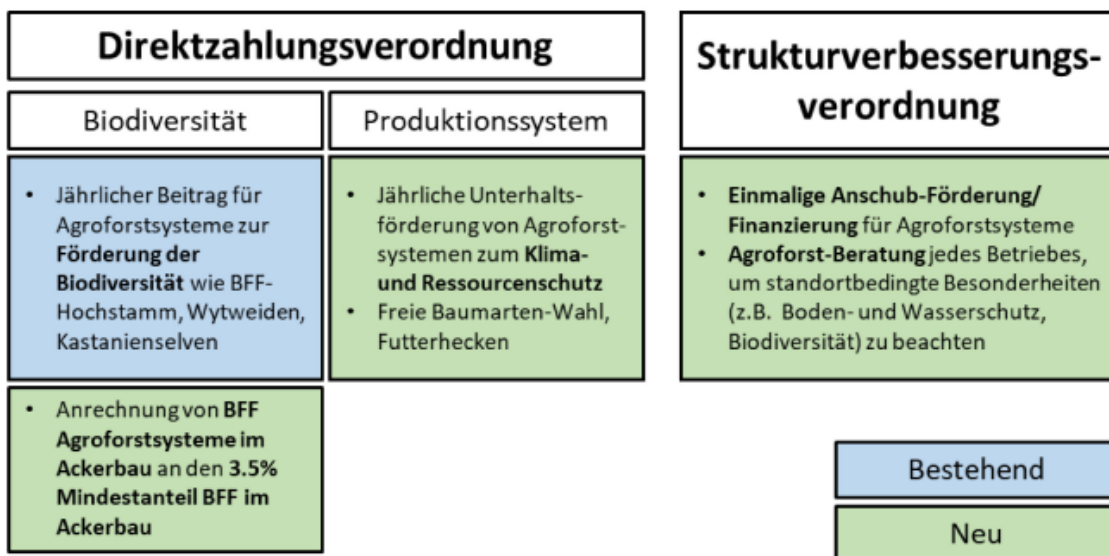 Direktzahlungsverordnung
Biodiversität
Produktionssystem
• Jährlicher Beitrag für
Agroforstsysteme zur
Förderung der
Biodiversität wie BFF-
Hochstamm, Wytweiden,
Kastanienselven
• Jährliche Unterhalts-
förderung von Agroforst-
systemen zum Klima-
und Ressourcenschutz
• Freie Baumarten-Wahl,
Futterhecken
• Anrechnung von BFF
Agroforstsysteme im
Ackerbau an den 3.5%
Mindestanteil BFF im
Ackerbau
Strukturverbesserungs-
verordnung
• Einmalige Anschub-Förderung/
Finanzierung für Agroforstsysteme
• Agroforst-Beratung jedes Betriebes,
um standortbedingte Besonderheiten
(z.B. Boden- und Wasserschutz,
Biodiversität) zu beachten
Bestehend
Neu